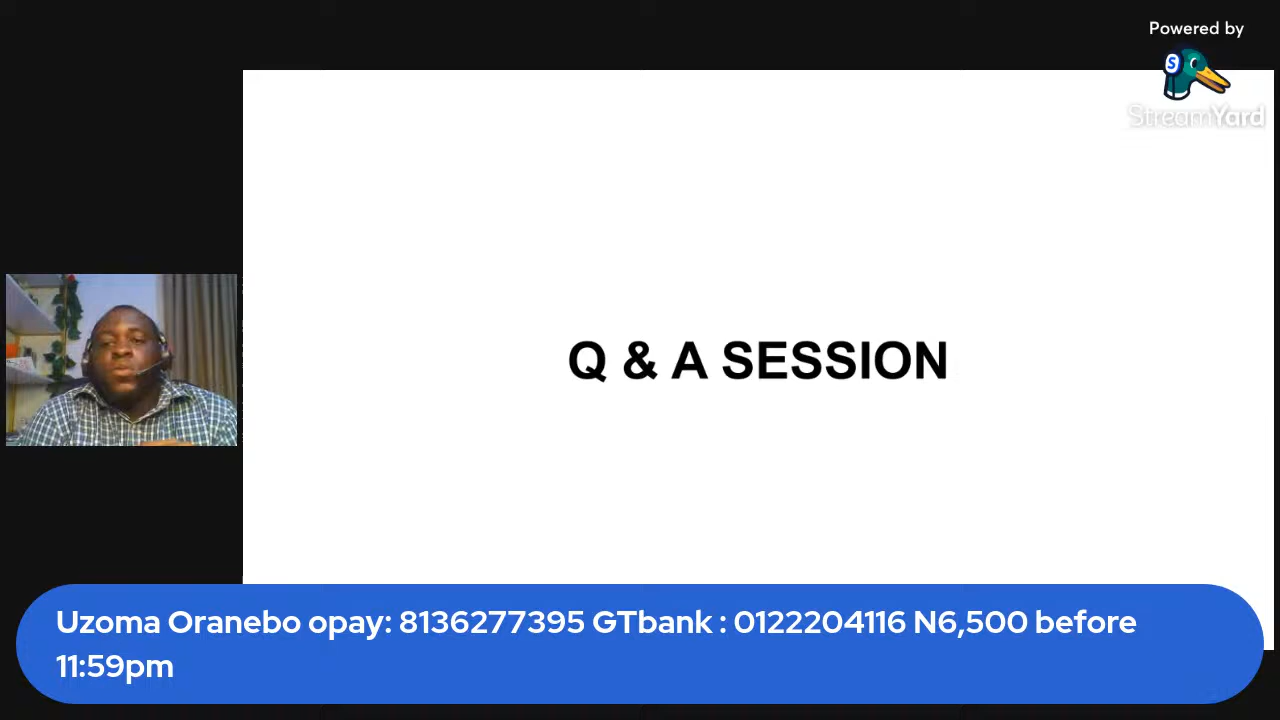 Powered by
S
StreamYard
Q & A SESSION
Uzoma Oranebo opay: 8136277395 GTbank : 0122204116 N6,500 before
11:59pm